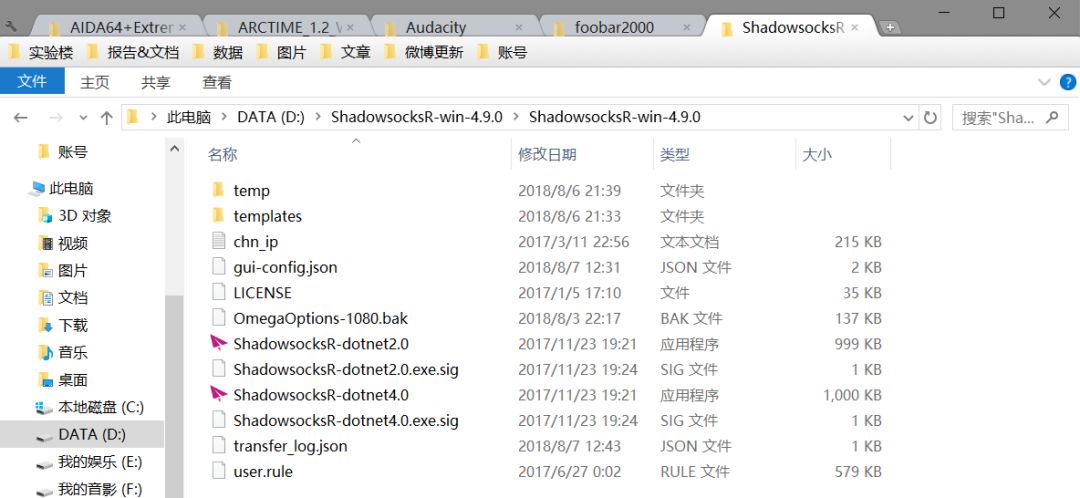 AIDA64+Extrem ARCTIME_1.2_V Audacity foobar2000 ShadowsocksR
实验楼 报告&文档 数据 图片 文章 微博更新 账号
文件 主页 共享 查看
此电脑 DATA (D:) ShadowsocksR-win-4.9.0 ShadowsocksR-win-4.9.0 搜索"Sha...
账号
此电脑
3D 对象
视频
图片
文档
下载
音乐
桌面
本地磁盘 (C:)
DATA (D:)
我的娱乐 (E:)
我的音影 (F:)
名称 修改日期 类型 大小
temp 2018/8/6 21:39 文件夹
templates 2018/8/6 21:33 文件夹
chn_ip 2017/3/11 22:56 文本文档 215 KB
gui-config.json 2018/8/7 12:31 JSON 文件 2 KB
LICENSE 2017/1/5 17:10 文件 35 KB
OmegaOptions-1080.bak 2018/8/3 22:17 BAK 文件 137 KB
ShadowsocksR-dotnet2.0 2017/11/23 19:21 应用程序 999 KB
ShadowsocksR-dotnet2.0.exe.sig 2017/11/23 19:24 SIG 文件 1 KB
ShadowsocksR-dotnet4.0 2017/11/23 19:21 应用程序 1,000 KB
ShadowsocksR-dotnet4.0.exe.sig 2017/11/23 19:24 SIG 文件 1 KB
transfer_log.json 2018/8/7 12:43 JSON 文件 1 KB
user.rule 2017/6/27 0:02 RULE 文件 579 KB